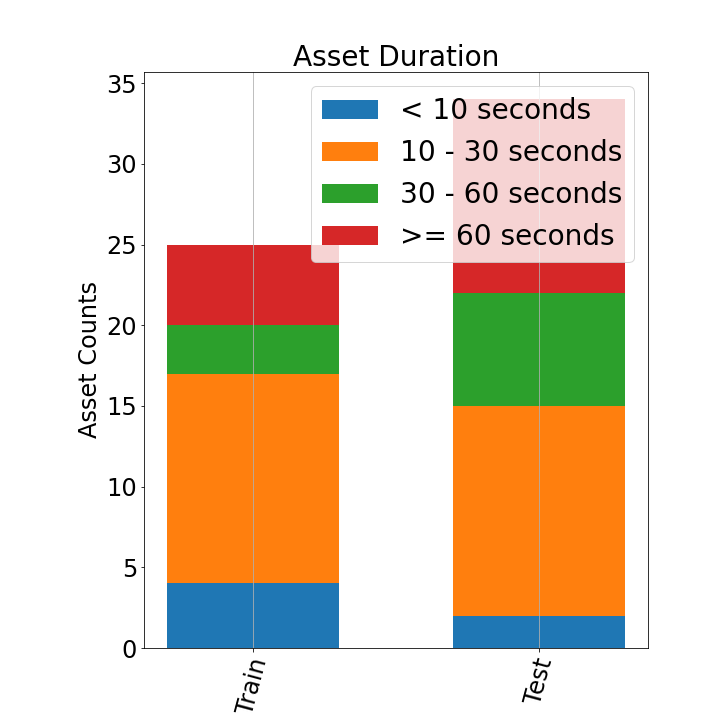 Asset Duration
35
30
25
20
15
10
5
0
Asset Counts
< 10 seconds
10 - 30 seconds
30 - 60 seconds
>= 60 seconds
Train
Test